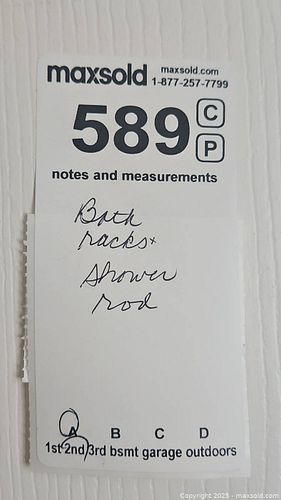 maxsold maxsold.com
1-877-257-7799
589 C
P
notes and measurements
Bath
racks+
Shower
rod
A B C D
1st 2nd 3rd bsmt garage outdoors
Copyright 2023 - maxsold.com